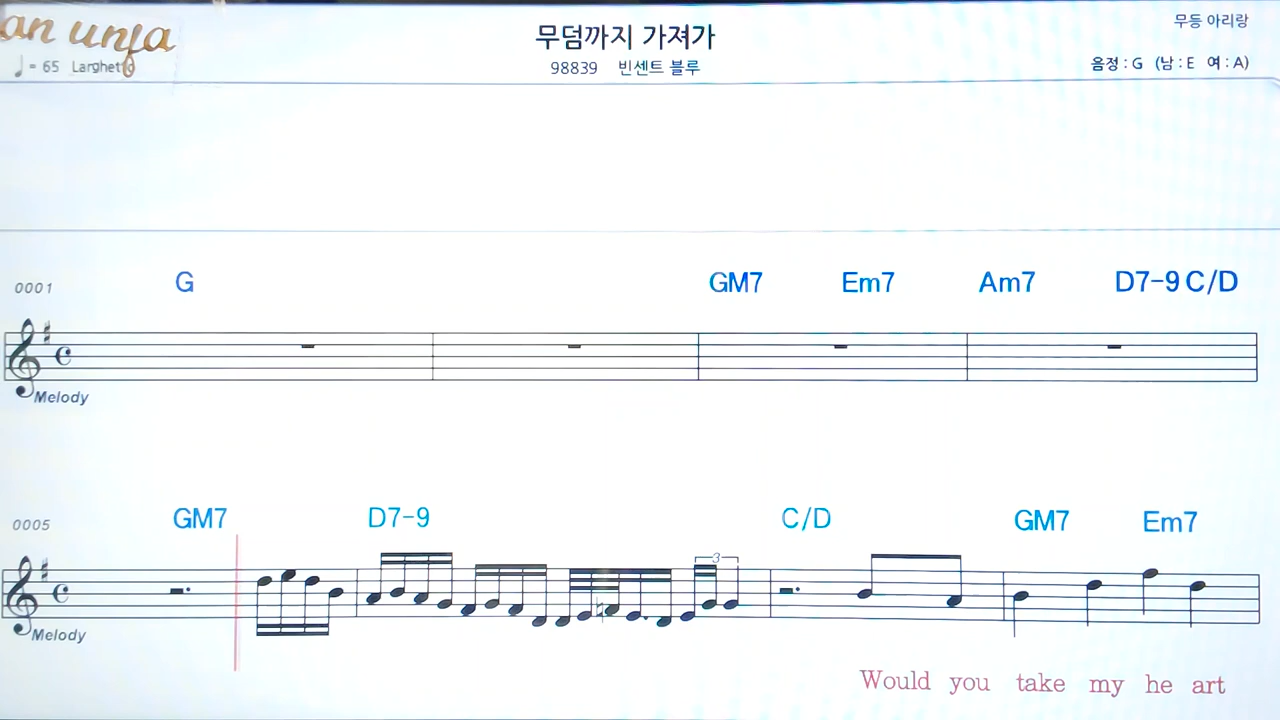 an unfa
무덤까지 가져가
무등 아리랑
♩ = 65 Larghetto
98839 빈센트 블루
음정 : G (남 : E 여 : A)
0001 G GM7 Em7 Am7 D7-9 C/D
Melody
0005 GM7 D7-9 C/D GM7 Em7
3
Melody
Would you take my he art